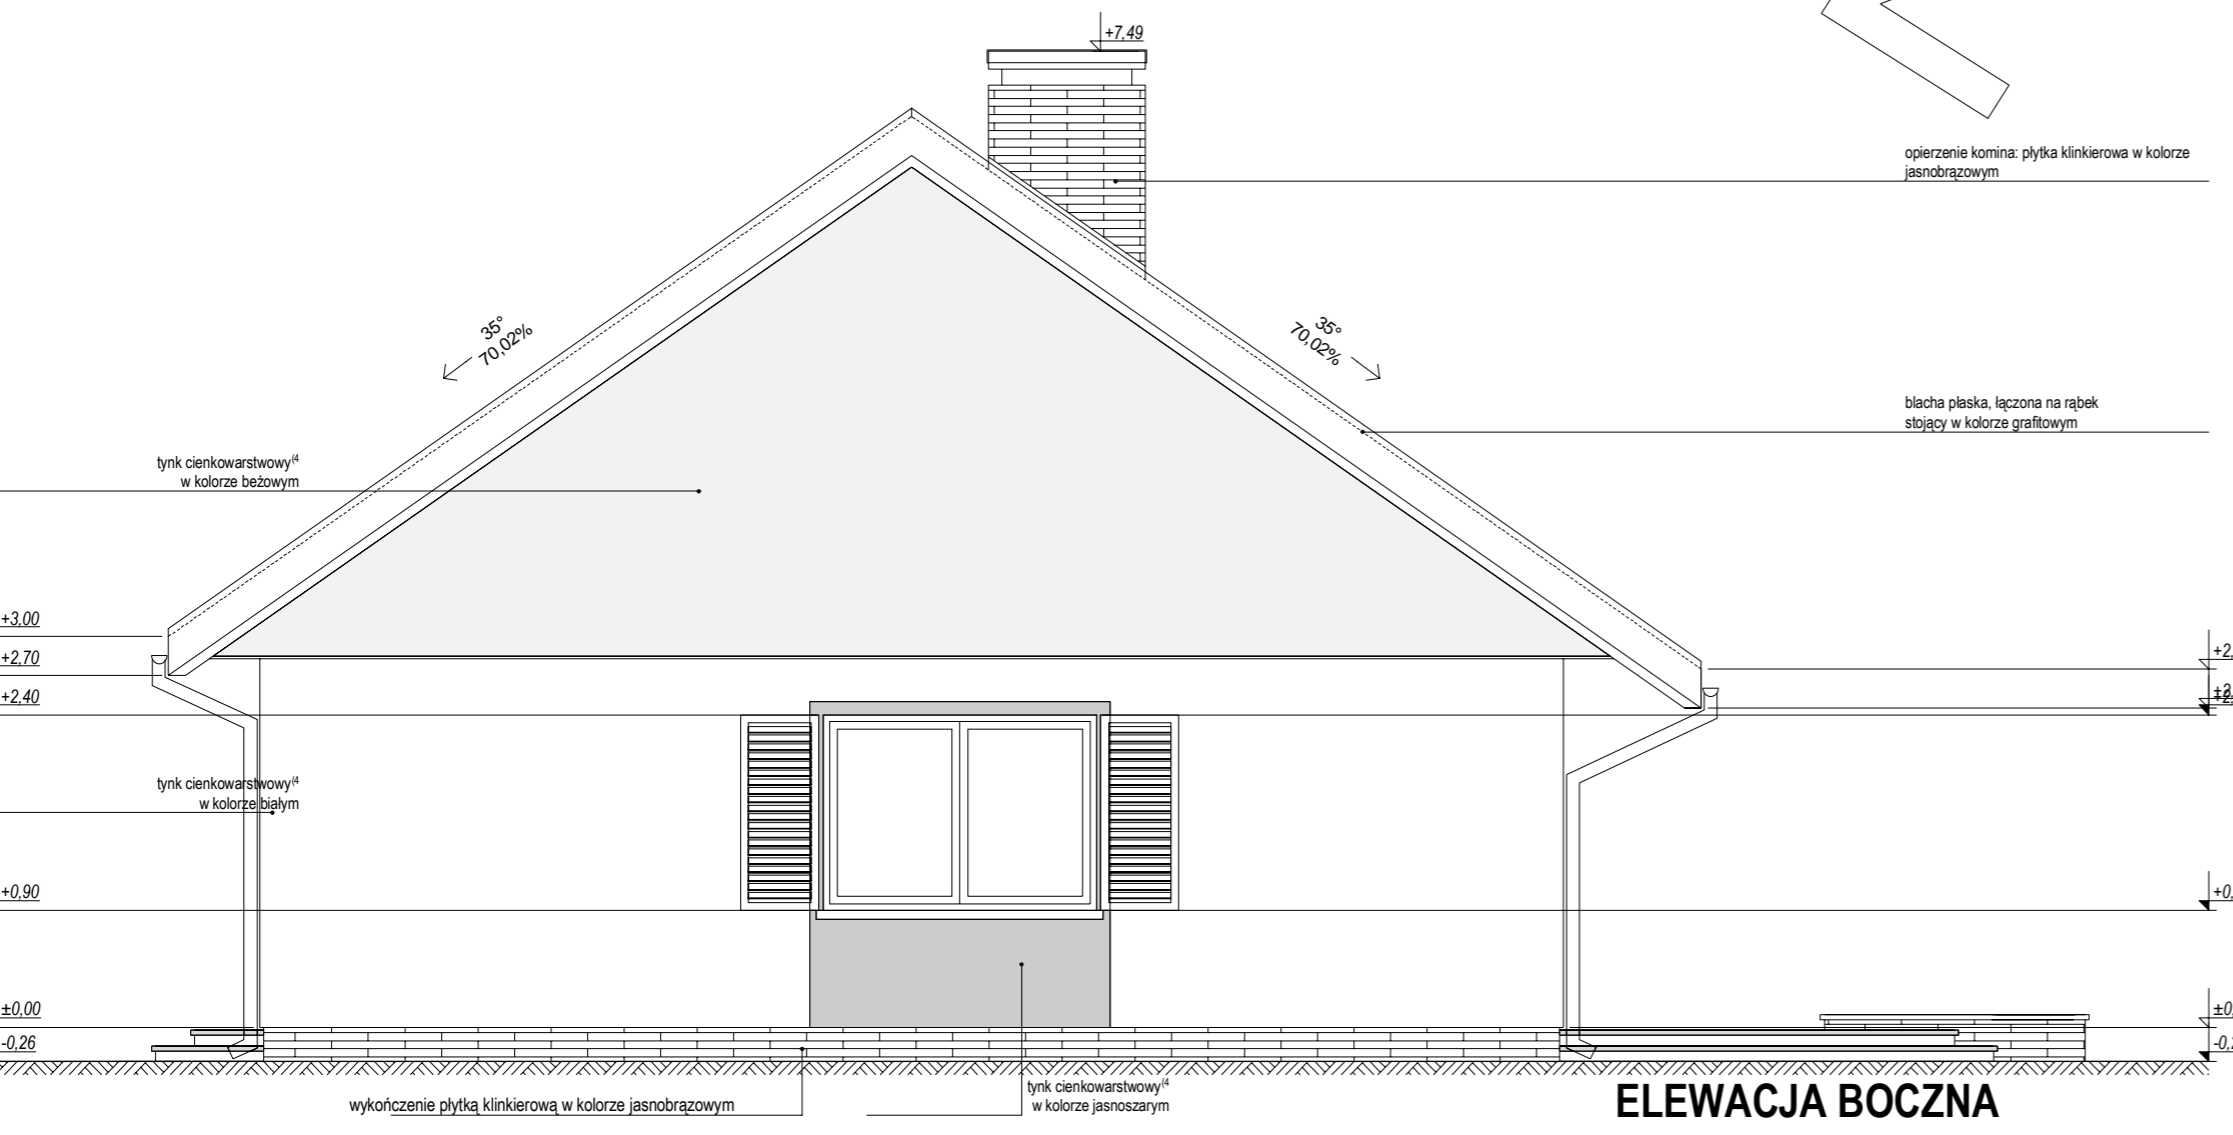 +7,49
opierzenie komina: płytka klinkierowa w kolorze
jasnobrązowym
35°
70,02%
35°
70,02%
blacha płaska, łączona na rąbek
stojący w kolorze grafitowym
tynk cienkowarstwowy⁽⁴
w kolorze beżowym
+3,00
+2,70
+2,40
tynk cienkowarstwowy⁽⁴
w kolorze białym
+0,90
±0,00
-0,26
wykończenie płytką klinkierową w kolorze jasnobrązowym
tynk cienkowarstwowy⁽⁴
w kolorze jasnoszarym
ELEWACJA BOCZNA